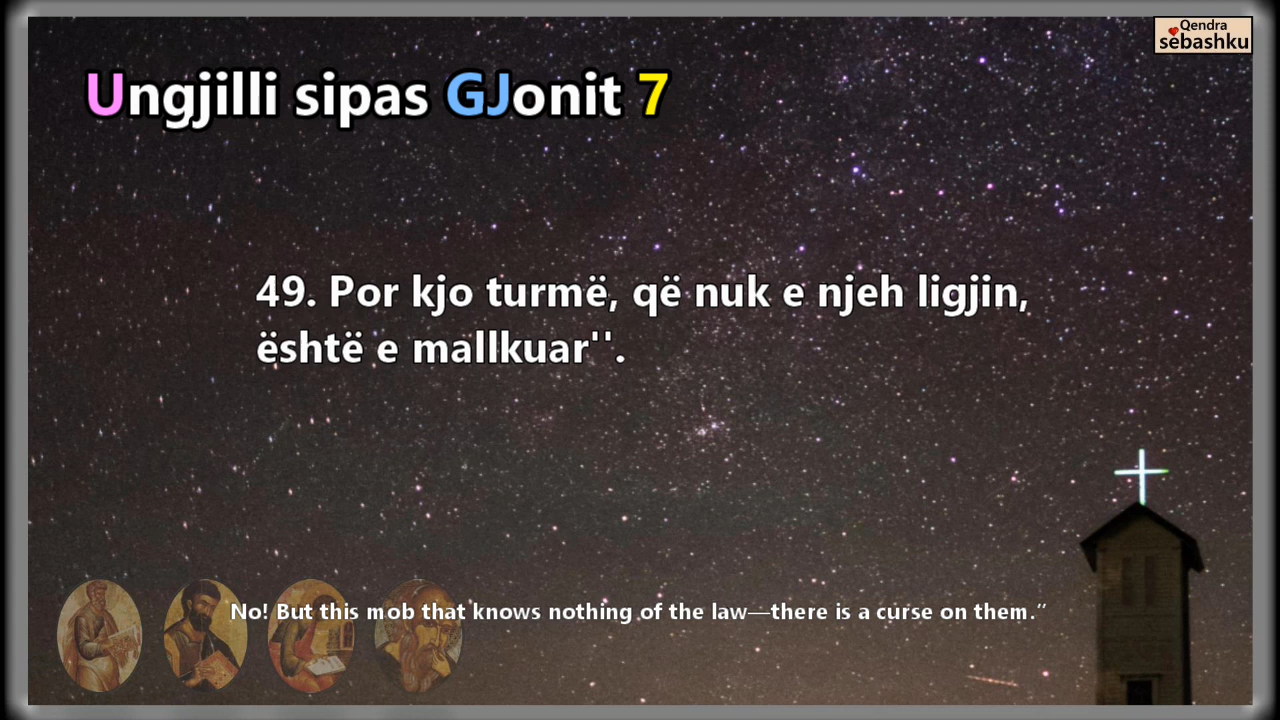 Qendra
sëbashku
Ungjilli sipas GJonit 7
49. Por kjo turmë, që nuk e njeh ligjin,
është e mallkuar''.
No! But this mob that knows nothing of the law—there is a curse on them.”